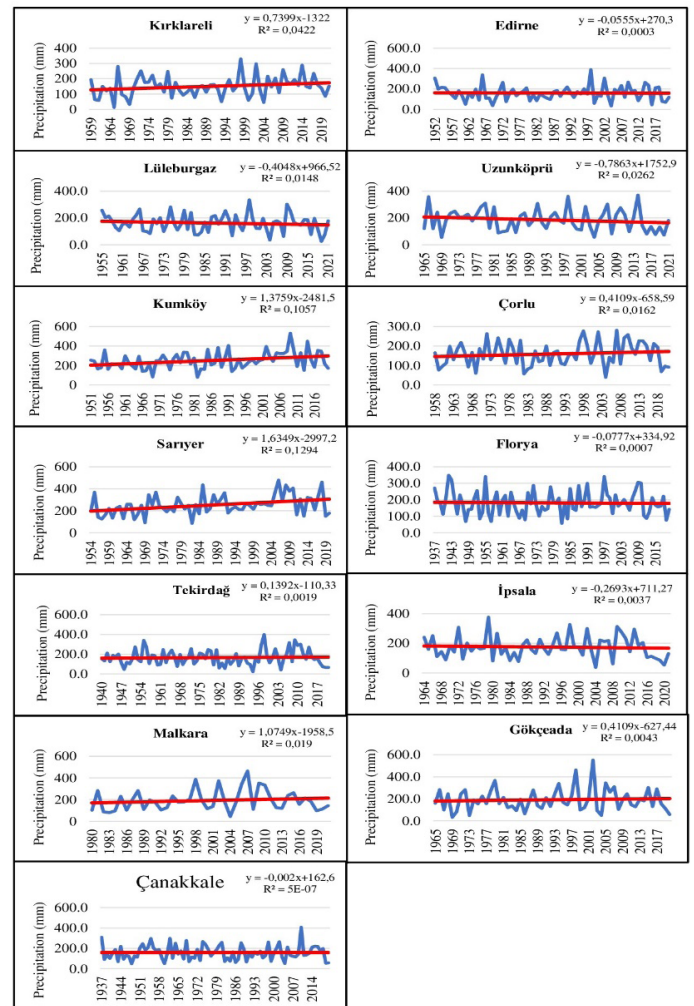 Kırklareli
y = 0,7399x-1322
R² = 0,0422
Precipitation (mm)
400
300
200
100
0
1959 1964 1969 1974 1979 1984 1989 1994 1999 2004 2009 2014 2019
Edirne
y = -0,0555x+270,3
R² = 0,0003
Precipitation (mm)
600.0
400.0
200.0
0.0
1952 1957 1962 1967 1972 1977 1982 1987 1992 1997 2002 2007 2012 2017
Lüleburgaz
y = -0,4048x+966,52
R² = 0,0148
Precipitation (mm)
400.0
200.0
0.0
1955 1961 1967 1973 1979 1985 1991 1997 2003 2009 2015 2021
Uzunköprü
y = -0,7863x+1752,9
R² = 0,0262
Precipitation (mm)
400
200
0
1965 1969 1973 1977 1981 1985 1989 1993 1997 2001 2005 2009 2013 2017 2021
Kumköy
y = 1,3759x-2481,5
R² = 0,1057
Precipitation (mm)
600
400
200
0
1951 1956 1961 1966 1971 1976 1981 1986 1991 1996 2001 2006 2011 2016
Çorlu
y = 0,4109x-658,59
R² = 0,0162
Precipitation (mm)
300.0
200.0
100.0
0.0
1958 1963 1968 1973 1978 1983 1988 1993 1998 2003 2008 2013 2018
Sarıyer
y = 1,6349x-2997,2
R² = 0,1294
Precipitation (mm)
600
400
200
0
1954 1959 1964 1969 1974 1979 1984 1989 1994 1999 2004 2009 2014 2019
Florya
y = -0,0777x+334,92
R² = 0,0007
Precipitation (mm)
400.0
300.0
200.0
100.0
0.0
1937 1943 1949 1955 1961 1967 1973 1979 1985 1991 1997 2003 2009 2015
Tekirdağ
y = 0,1392x-110,33
R² = 0,0019
Precipitation (mm)
600.0
400.0
200.0
0.0
1940 1947 1954 1961 1968 1975 1982 1989 1996 2003 2010 2017
İpsala
y = -0,2693x+711,27
R² = 0,0037
Precipitation (mm)
400
200
0
1964 1968 1972 1976 1980 1984 1988 1992 1996 2000 2004 2008 2012 2016 2020
Malkara
y = 1,0749x-1958,5
R² = 0,019
Precipitation (mm)
600
400
200
0
1980 1983 1986 1989 1992 1995 1998 2001 2004 2007 2010 2013 2016 2019
Gökçeada
y = 0,4109x-627,44
R² = 0,0043
Precipitation (mm)
600.0
400.0
200.0
0.0
1965 1969 1973 1977 1981 1985 1989 1993 1997 2001 2005 2009 2013 2017
Çanakkale
y = -0,002x+162,6
R² = 5E-07
Precipitation (mm)
600.0
400.0
200.0
0.0
1937 1944 1951 1958 1965 1972 1979 1986 1993 2000 2007 2014